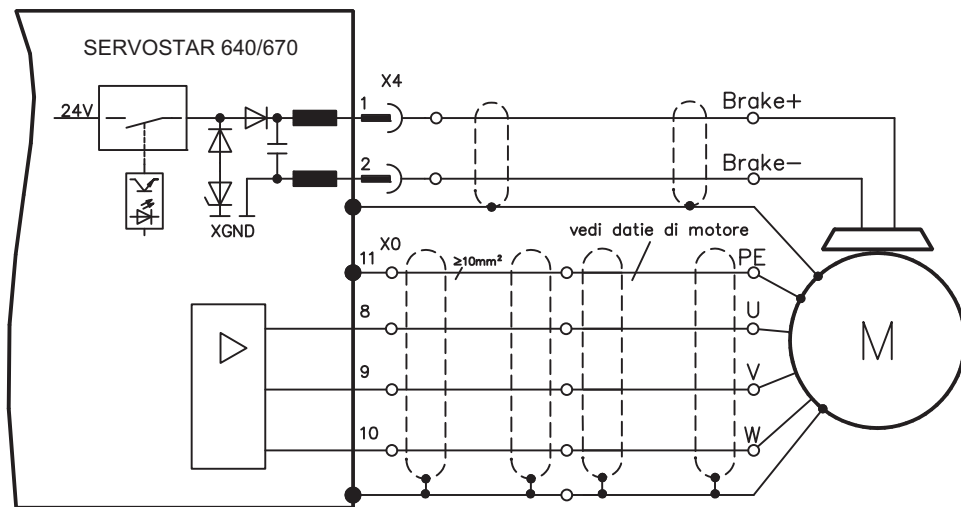 SERVOSTAR 640/670
X4
24V
1
Brake+
2
Brake-
XGND
vedi datie di motore
11
X0
≥10mm²
PE
8
U
9
V
10
W
M